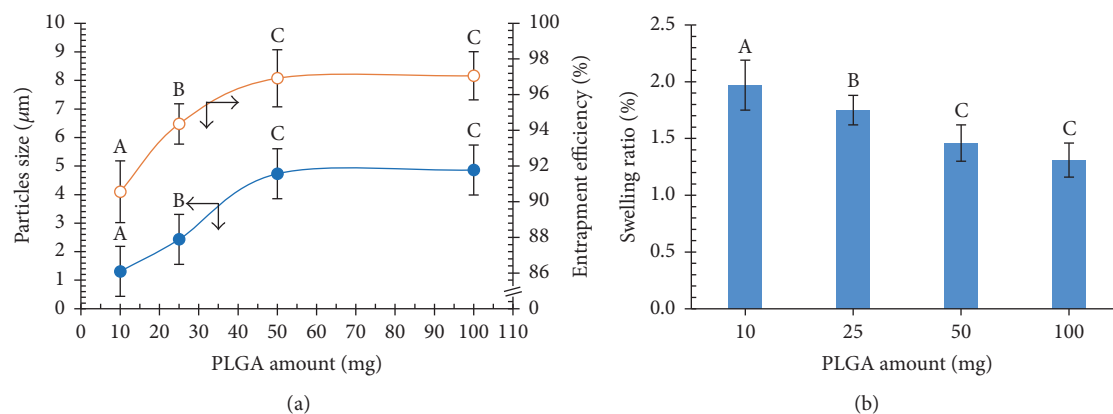 10
9
8
7
6
5
4
3
2
1
0
Particles size (μm)
A
B
C
C
A
B
C
C
0 10 20 30 40 50 60 70 80 90 100 110
PLGA amount (mg)
100
98
96
94
92
90
88
86
0
Entrapment efficiency (%)
(a)
2.5
2.0
1.5
1.0
0.5
0.0
Swelling ratio (%)
A
B
C
C
10 25 50 100
PLGA amount (mg)
(b)